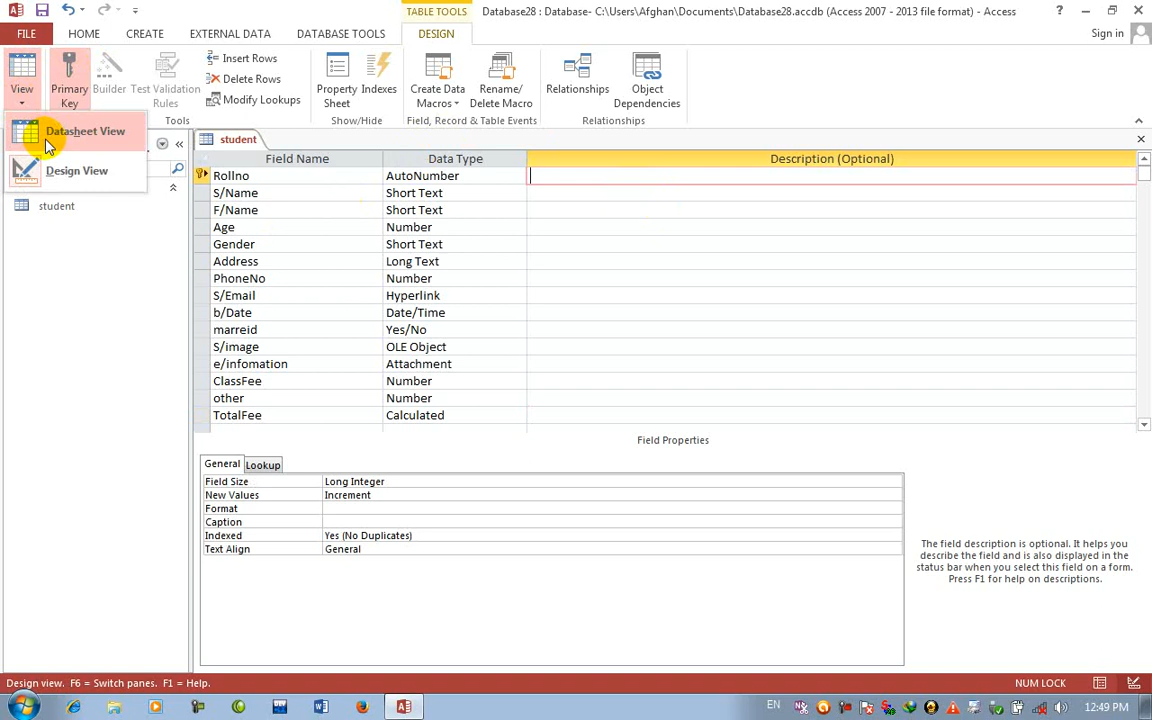 TABLE TOOLS
Database28 : Database- C:\Users\Afghan\Documents\Database28.accdb (Access 2007 - 2013 file format) - Access
?
FILE
HOME
CREATE
EXTERNAL DATA
DATABASE TOOLS
DESIGN
Sign in
View
Primary Key
Builder
Test Validation Rules
Insert Rows
Delete Rows
Modify Lookups
Property Sheet
Indexes
Create Data Macros
Rename/ Delete Macro
Relationships
Object Dependencies
Tools
Show/Hide
Field, Record & Table Events
Relationships
Datasheet View
Design View
student
student
Field Name Data Type Description (Optional)
Rollno AutoNumber
S/Name Short Text
F/Name Short Text
Age Number
Gender Short Text
Address Long Text
PhoneNo Number
S/Email Hyperlink
b/Date Date/Time
marreid Yes/No
S/image OLE Object
e/infomation Attachment
ClassFee Number
other Number
TotalFee Calculated
Field Properties
General Lookup
Field Size Long Integer
New Values Increment
Format
Caption
Indexed Yes (No Duplicates)
Text Align General
The field description is optional. It helps you
describe the field and is also displayed in the
status bar when you select this field on a form.
Press F1 for help on descriptions.
Design view. F6 = Switch panes. F1 = Help.
NUM LOCK
EN
12:49 PM